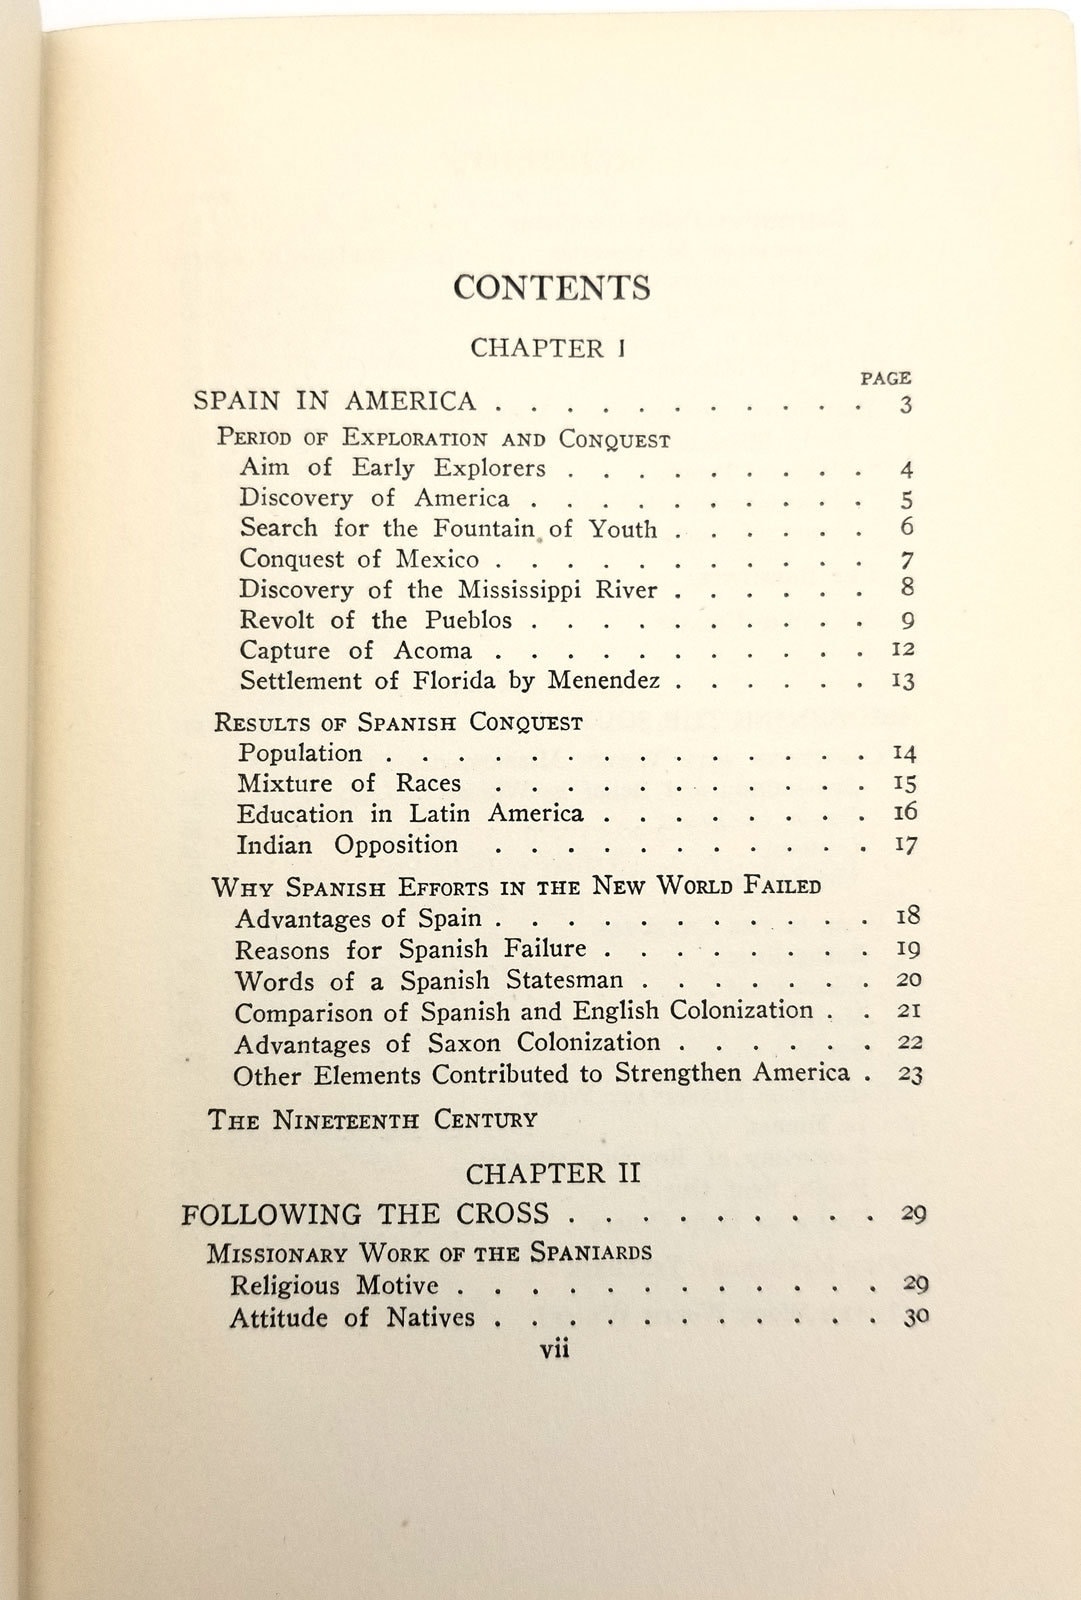 CONTENTS
CHAPTER I
PAGE
SPAIN IN AMERICA . . . . . . . . . . . 3
PERIOD OF EXPLORATION AND CONQUEST
Aim of Early Explorers . . . . . . . . . 4
Discovery of America . . . . . . . . . . 5
Search for the Fountain of Youth . . . . . . 6
Conquest of Mexico . . . . . . . . . . . 7
Discovery of the Mississippi River . . . . . . 8
Revolt of the Pueblos . . . . . . . . . . 9
Capture of Acoma . . . . . . . . . . . 12
Settlement of Florida by Menendez . . . . . . 13
RESULTS OF SPANISH CONQUEST
Population . . . . . . . . . . . . . . 14
Mixture of Races . . . . . . . . . . . 15
Education in Latin America . . . . . . . . 16
Indian Opposition . . . . . . . . . . . 17
WHY SPANISH EFFORTS IN THE NEW WORLD FAILED
Advantages of Spain . . . . . . . . . . . 18
Reasons for Spanish Failure . . . . . . . . 19
Words of a Spanish Statesman . . . . . . . 20
Comparison of Spanish and English Colonization . . 21
Advantages of Saxon Colonization . . . . . . 22
Other Elements Contributed to Strengthen America . 23
THE NINETEENTH CENTURY
CHAPTER II
FOLLOWING THE CROSS . . . . . . . . . 29
MISSIONARY WORK OF THE SPANIARDS
Religious Motive . . . . . . . . . . . . 29
Attitude of Natives . . . . . . . . . . . 30
vii